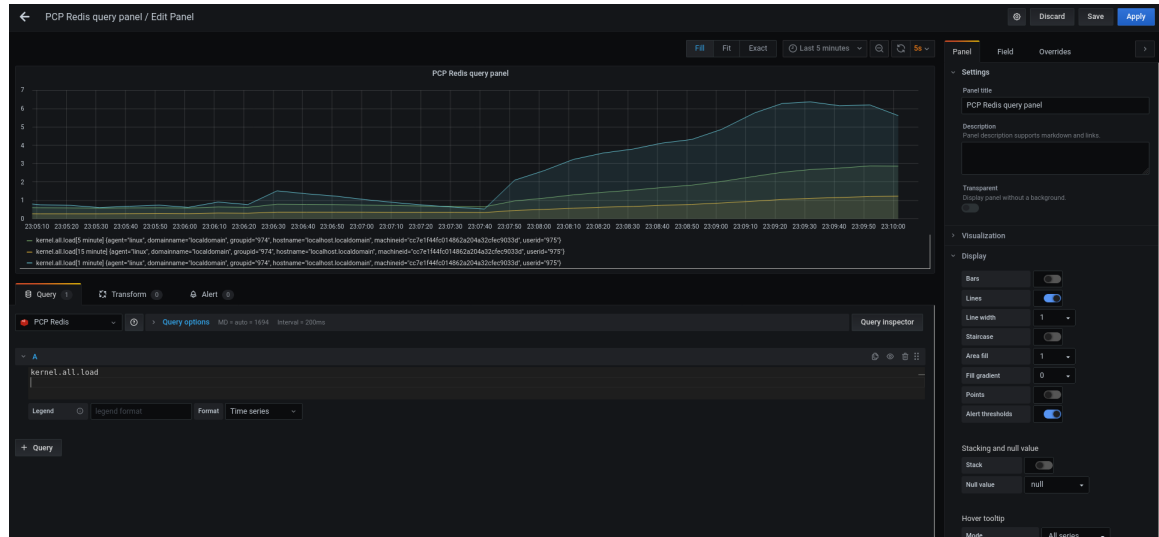 PCP Redis query panel / Edit Panel
Discard Save Apply
Fill Fit Exact Last 5 minutes 5s
PCP Redis query panel
7
6
5
4
3
2
1
0
23:05:10 23:05:20 23:05:30 23:05:40 23:05:50 23:06:00 23:06:10 23:06:20 23:06:30 23:06:40 23:06:50 23:07:00 23:07:10 23:07:20 23:07:30 23:07:40 23:07:50 23:08:00 23:08:10 23:08:20 23:08:30 23:08:40 23:08:50 23:09:00 23:09:10 23:09:20 23:09:30 23:09:40 23:09:50 23:10:00
kernel.all.load[5 minute] {agent="linux", domainname="localdomain", groupid="974", hostname="localhost.localdomain", machineid="cc7e1f44fc014862a204a32cfec9033d", userid="975"}
kernel.all.load[15 minute] {agent="linux", domainname="localdomain", groupid="974", hostname="localhost.localdomain", machineid="cc7e1f44fc014862a204a32cfec9033d", userid="975"}
kernel.all.load[1 minute] {agent="linux", domainname="localdomain", groupid="974", hostname="localhost.localdomain", machineid="cc7e1f44fc014862a204a32cfec9033d", userid="975"}
Query 1 Transform 0 Alert 0
PCP Redis Query options MD = auto = 1694 Interval = 200ms Query inspector
A
kernel.all.load
Legend legend format Format Time series
+ Query
Panel Field Overrides
Settings
Panel title
PCP Redis query panel
Description
Panel description supports markdown and links.
Transparent
Display panel without a background.
Visualization
Display
Bars
Lines
Line width 1
Staircase
Area fill 1
Fill gradient 0
Points
Alert thresholds
Stacking and null value
Stack
Null value null
Hover tooltip
Mode All series